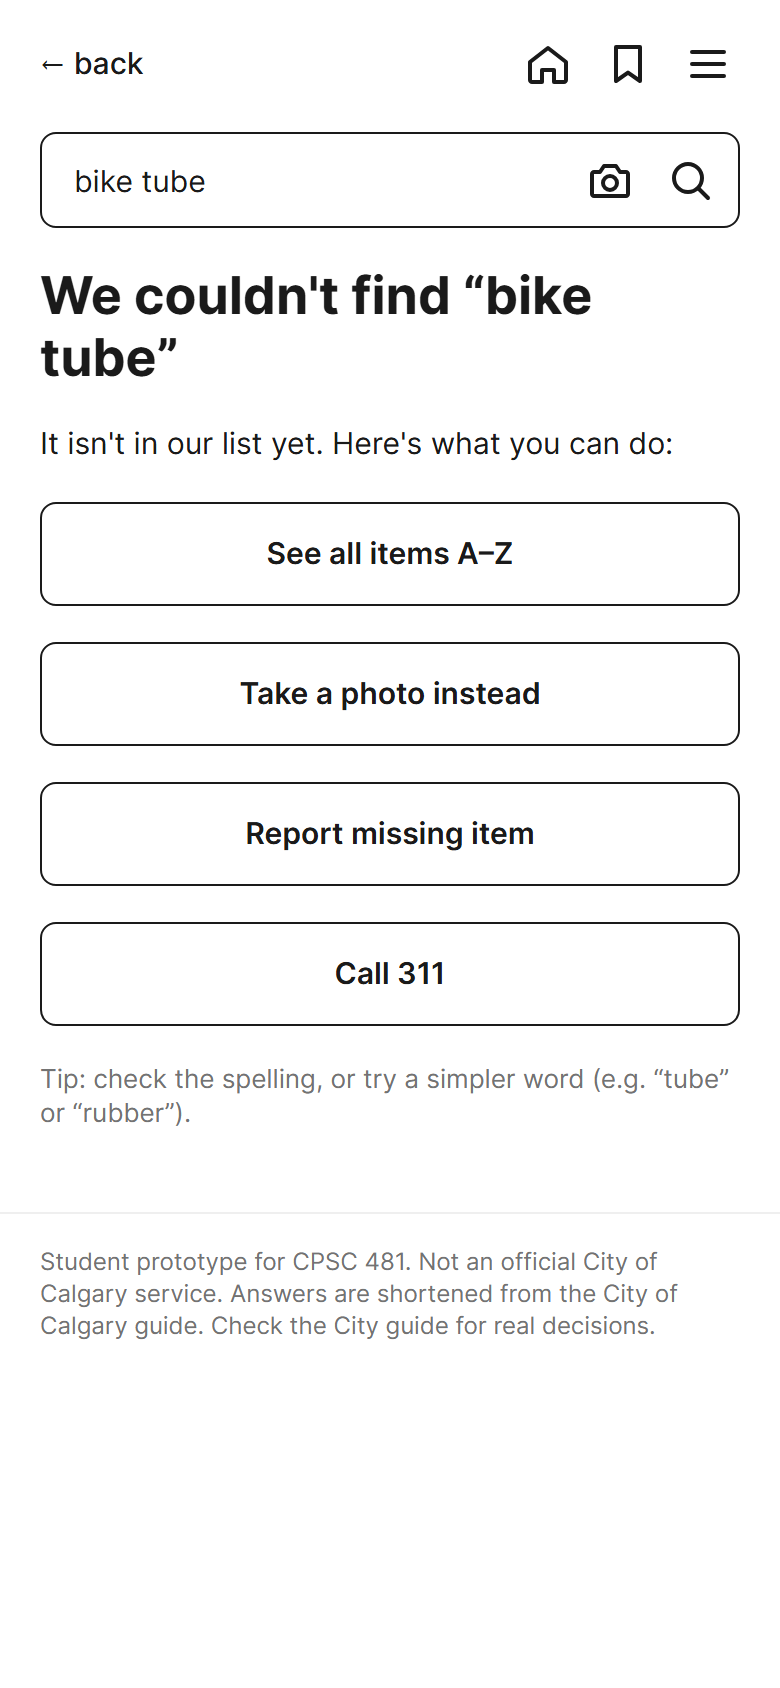 ← back
bike tube
We couldn't find “bike
tube”
It isn't in our list yet. Here's what you can do:
See all items A–Z
Take a photo instead
Report missing item
Call 311
Tip: check the spelling, or try a simpler word (e.g. “tube”
or “rubber”).
Student prototype for CPSC 481. Not an official City of
Calgary service. Answers are shortened from the City of
Calgary guide. Check the City guide for real decisions.